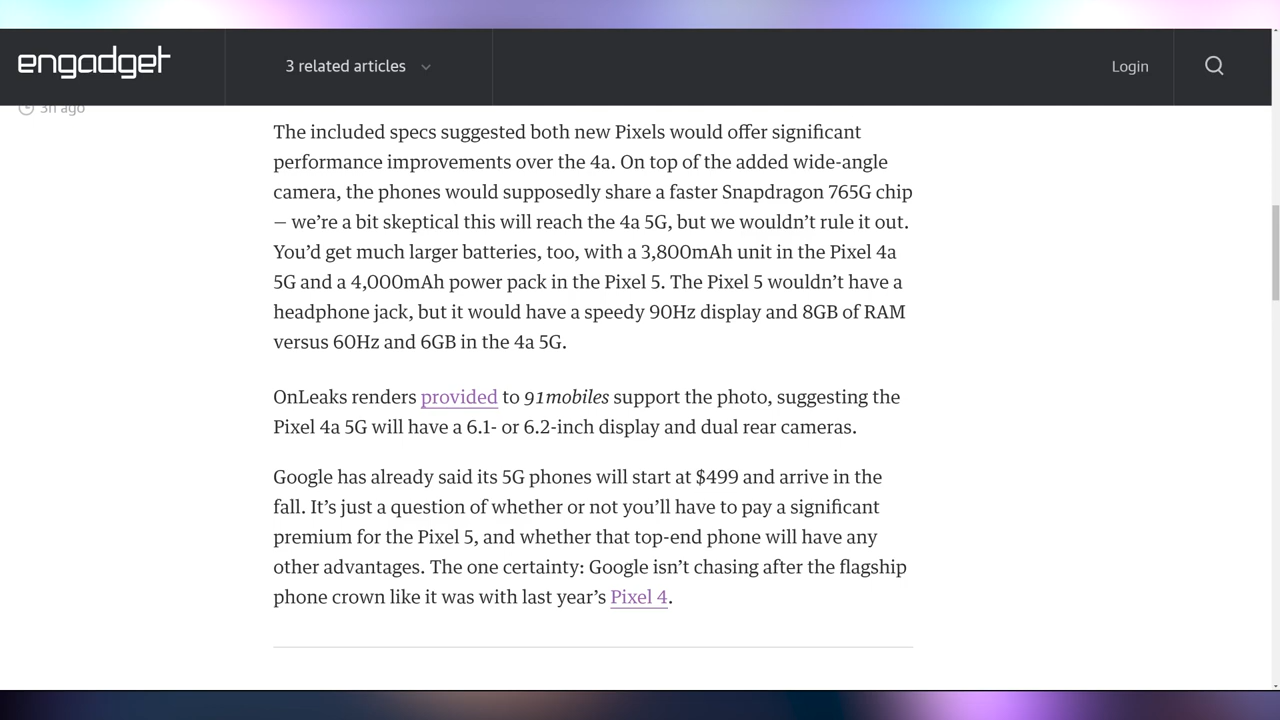 engadget
3 related articles
Login
3h ago
The included specs suggested both new Pixels would offer significant
performance improvements over the 4a. On top of the added wide-angle
camera, the phones would supposedly share a faster Snapdragon 765G chip
— we’re a bit skeptical this will reach the 4a 5G, but we wouldn’t rule it out.
You’d get much larger batteries, too, with a 3,800mAh unit in the Pixel 4a
5G and a 4,000mAh power pack in the Pixel 5. The Pixel 5 wouldn’t have a
headphone jack, but it would have a speedy 90Hz display and 8GB of RAM
versus 60Hz and 6GB in the 4a 5G.
OnLeaks renders provided to 91mobiles support the photo, suggesting the
Pixel 4a 5G will have a 6.1- or 6.2-inch display and dual rear cameras.
Google has already said its 5G phones will start at $499 and arrive in the
fall. It’s just a question of whether or not you’ll have to pay a significant
premium for the Pixel 5, and whether that top-end phone will have any
other advantages. The one certainty: Google isn’t chasing after the flagship
phone crown like it was with last year’s Pixel 4.